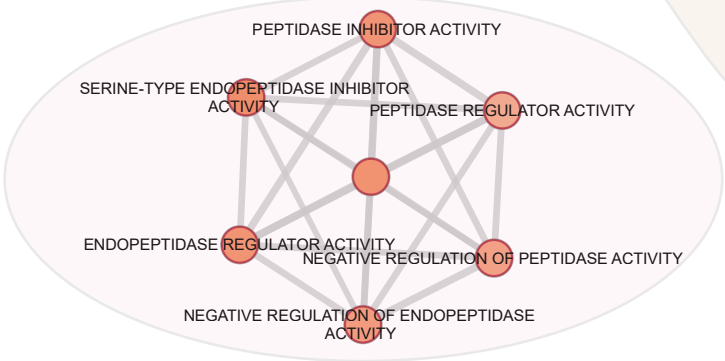 PEPTIDASE INHIBITOR ACTIVITY
SERINE-TYPE ENDOPEPTIDASE INHIBITOR
ACTIVITY
PEPTIDASE REGULATOR ACTIVITY
ENDOPEPTIDASE REGULATOR ACTIVITY
NEGATIVE REGULATION OF PEPTIDASE ACTIVITY
NEGATIVE REGULATION OF ENDOPEPTIDASE
ACTIVITY